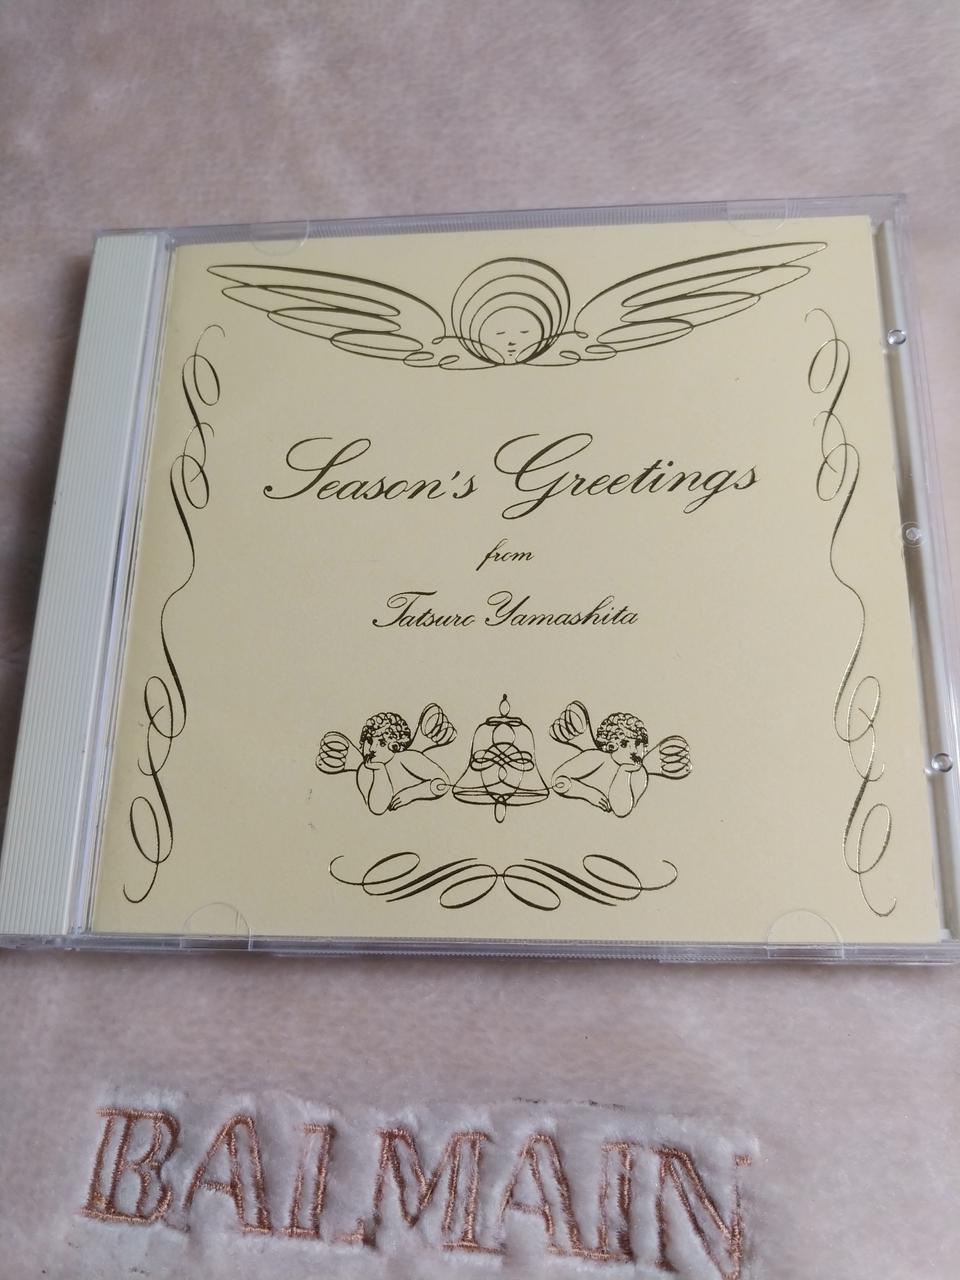 Season's Greetings
from
Tatsuro Yamashita
BALMAIN